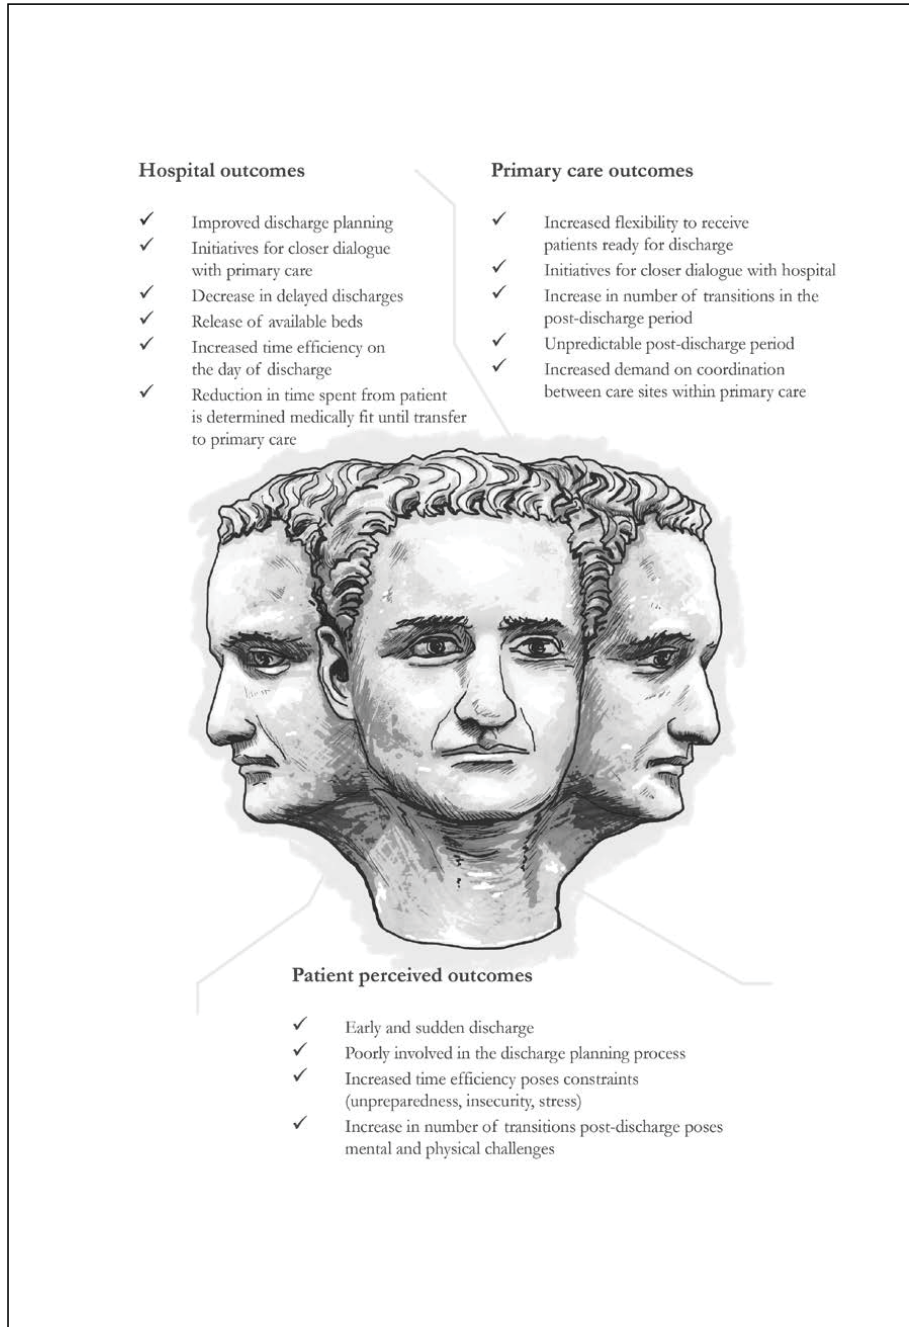 Hospital outcomes
✓ Improved discharge planning
✓ Initiatives for closer dialogue
with primary care
✓ Decrease in delayed discharges
✓ Release of available beds
✓ Increased time efficiency on
the day of discharge
✓ Reduction in time spent from patient
is determined medically fit until transfer
to primary care
Primary care outcomes
✓ Increased flexibility to receive
patients ready for discharge
✓ Initiatives for closer dialogue with hospital
✓ Increase in number of transitions in the
post-discharge period
✓ Unpredictable post-discharge period
✓ Increased demand on coordination
between care sites within primary care
Patient perceived outcomes
✓ Early and sudden discharge
✓ Poorly involved in the discharge planning process
✓ Increased time efficiency poses constraints
(unpreparedness, insecurity, stress)
✓ Increase in number of transitions post-discharge poses
mental and physical challenges